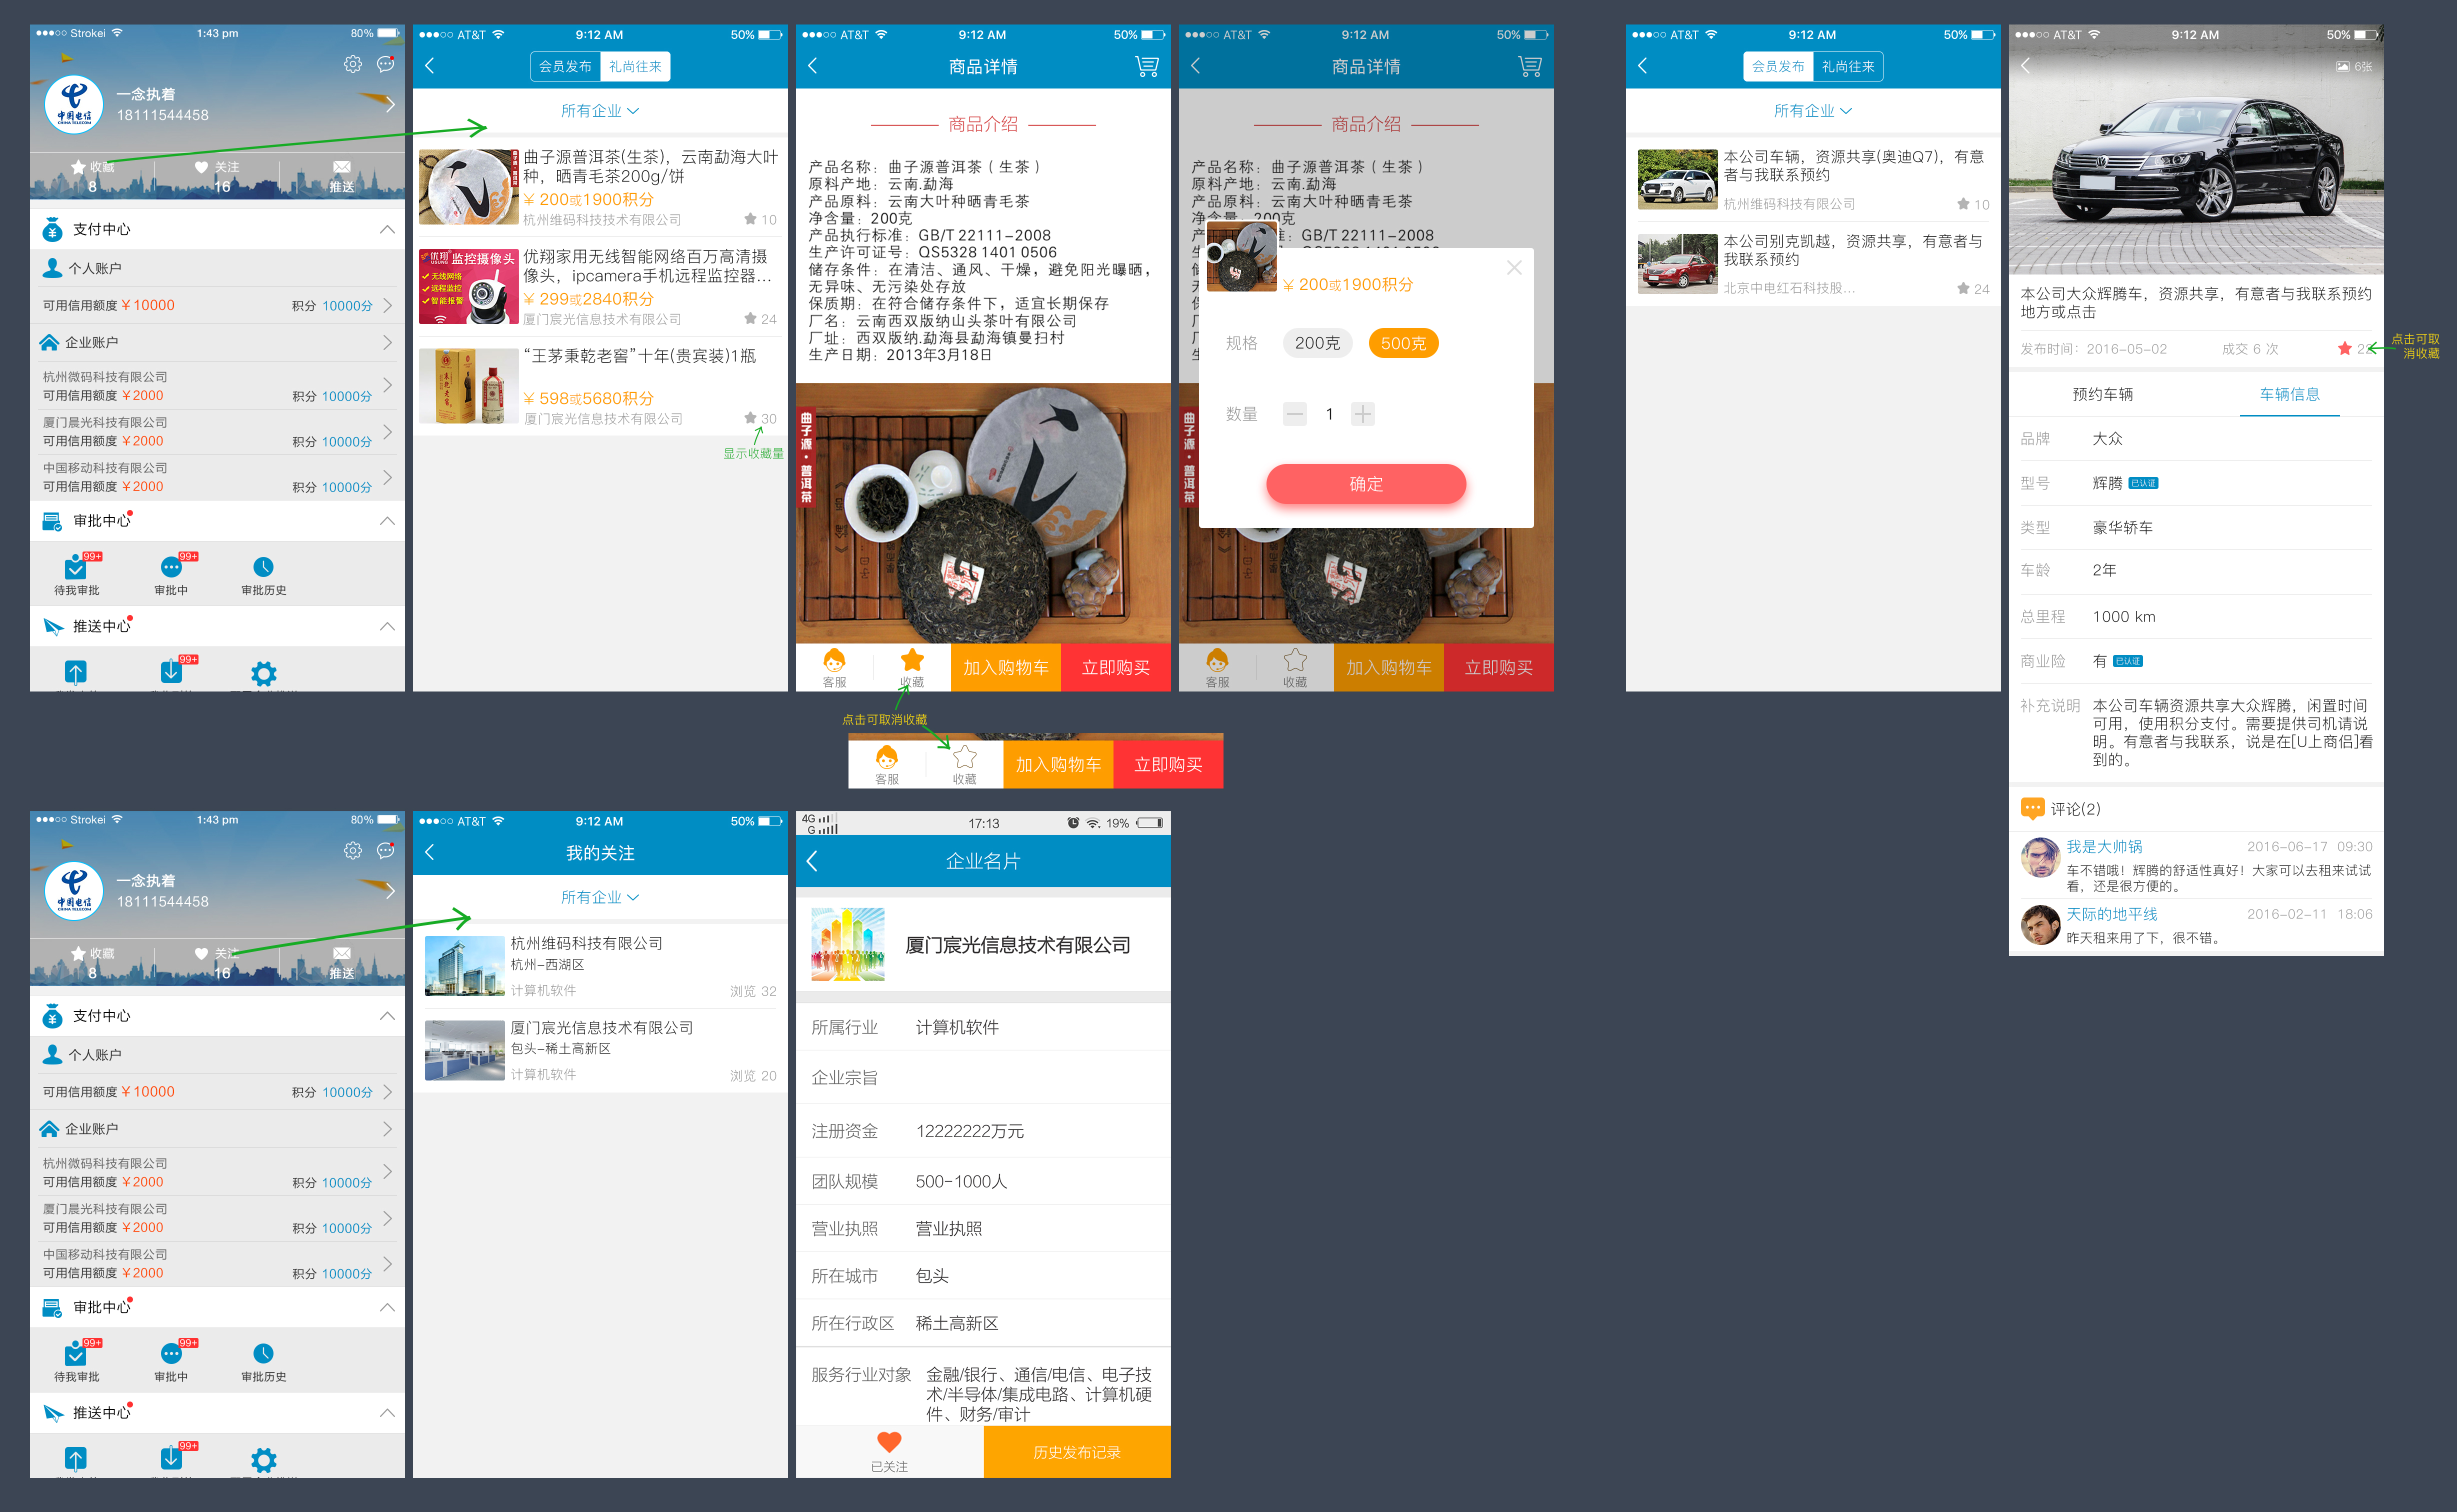 Strokei
1:43 pm
80%
一念执着
18111544458
中国电信
CHINA TELECOM
收藏
8
关注
16
推送
支付中心
个人账户
可用信用额度 ¥10000
积分 10000分
企业账户
杭州微码科技有限公司
可用信用额度 ¥2000
积分 10000分
厦门晨光科技有限公司
可用信用额度 ¥2000
积分 10000分
中国移动科技有限公司
可用信用额度 ¥2000
积分 10000分
审批中心
99+
99+
待我审批
审批中
审批历史
推送中心
99+
AT&T
9:12 AM
50%
会员发布
礼尚往来
所有企业
曲子源普洱茶(生茶)，云南勐海大叶
种，晒青毛茶200g/饼
¥ 200或1900积分
杭州维码科技技术有限公司
10
优翔
监控摄像头
无线网络
远程监控
智能报警
优翔家用无线智能网络百万高清摄
像头，ipcamera手机远程监控器...
¥ 299或2840积分
厦门宸光信息技术有限公司
24
“王茅秉乾老窖”十年(贵宾装)1瓶
¥ 598或5680积分
厦门宸光信息技术有限公司
30
显示收藏量
AT&T
9:12 AM
50%
商品详情
商品介绍
产品名称：曲子源普洱茶（生茶）
原料产地：云南.勐海
产品原料：云南大叶种晒青毛茶
净含量：200克
产品执行标准：GB/T 22111-2008
生产许可证号：QS5328 1401 0506
储存条件：在清洁、通风、干燥，避免阳光曝晒，
无异味、无污染处存放
保质期：在符合储存条件下，适宜长期保存
厂名：云南西双版纳山头茶叶有限公司
厂址：西双版纳.勐海县勐海镇曼扫村
生产日期：2013年3月18日
曲子源·普洱茶
客服
收藏
加入购物车
立即购买
点击可取消收藏
客服
收藏
加入购物车
立即购买
AT&T
9:12 AM
50%
商品详情
商品介绍
产品名称：曲子源普洱茶（生茶）
原料产地：云南.勐海
产品原料：云南大叶种晒青毛茶
净含量：200克
GB/T 22111-2008
¥ 200或1900积分
规格
200克
500克
数量
1
确定
曲子源·普洱茶
客服
收藏
加入购物车
立即购买
AT&T
9:12 AM
50%
会员发布
礼尚往来
所有企业
本公司车辆，资源共享(奥迪Q7)，有意
者与我联系预约
杭州维码科技有限公司
10
本公司别克凯越，资源共享，有意者与
我联系预约
北京中电红石科技股...
24
AT&T
9:12 AM
50%
6张
本公司大众辉腾车，资源共享，有意者与我联系预约
地方或点击
发布时间：2016-05-02
成交 6 次
22
点击可取
消收藏
预约车辆
车辆信息
品牌
大众
型号
辉腾
已认证
类型
豪华轿车
车龄
2年
总里程
1000 km
商业险
有
已认证
补充说明
本公司车辆资源共享大众辉腾，闲置时间
可用，使用积分支付。需要提供司机请说
明。有意者与我联系，说是在[U上商侣]看
到的。
评论(2)
我是大帅锅
2016-06-17 09:30
车不错哦！辉腾的舒适性真好！大家可以去租来试试
看，还是很方便的。
天际的地平线
2016-02-11 18:06
昨天租来用了下，很不错。
Strokei
1:43 pm
80%
一念执着
18111544458
中国电信
CHINA TELECOM
收藏
8
关注
16
推送
支付中心
个人账户
可用信用额度 ¥10000
积分 10000分
企业账户
杭州微码科技有限公司
可用信用额度 ¥2000
积分 10000分
厦门晨光科技有限公司
可用信用额度 ¥2000
积分 10000分
中国移动科技有限公司
可用信用额度 ¥2000
积分 10000分
审批中心
99+
99+
待我审批
审批中
审批历史
推送中心
99+
AT&T
9:12 AM
50%
我的关注
所有企业
杭州维码科技有限公司
杭州-西湖区
计算机软件
浏览 32
厦门宸光信息技术有限公司
包头-稀土高新区
计算机软件
浏览 20
4G
G
17:13
19%
企业名片
厦门宸光信息技术有限公司
所属行业
计算机软件
企业宗旨
注册资金
12222222万元
团队规模
500-1000人
营业执照
营业执照
所在城市
包头
所在行政区
稀土高新区
服务行业对象
金融/银行、通信/电信、电子技
术/半导体/集成电路、计算机硬
件、财务/审计
已关注
历史发布记录